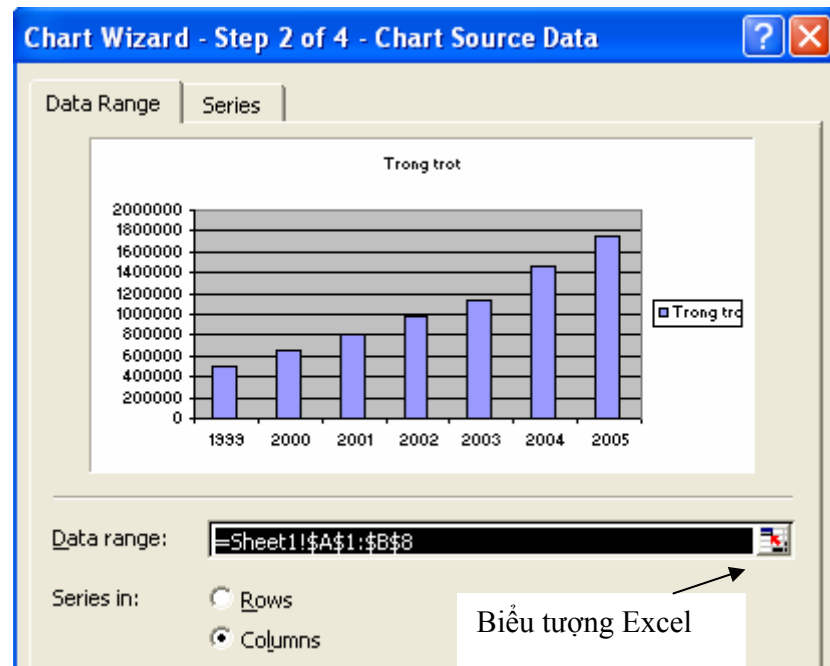 Chart Wizard - Step 2 of 4 - Chart Source Data
Data Range
Series
Trong trot
2000000
1800000
1600000
1400000
1200000
1000000
800000
600000
400000
200000
0
1999 2000 2001 2002 2003 2004 2005
Trong tro
Data range:
=Sheet1!$A$1:$B$8
Series in:
Rows
Columns
Biểu tượng Excel